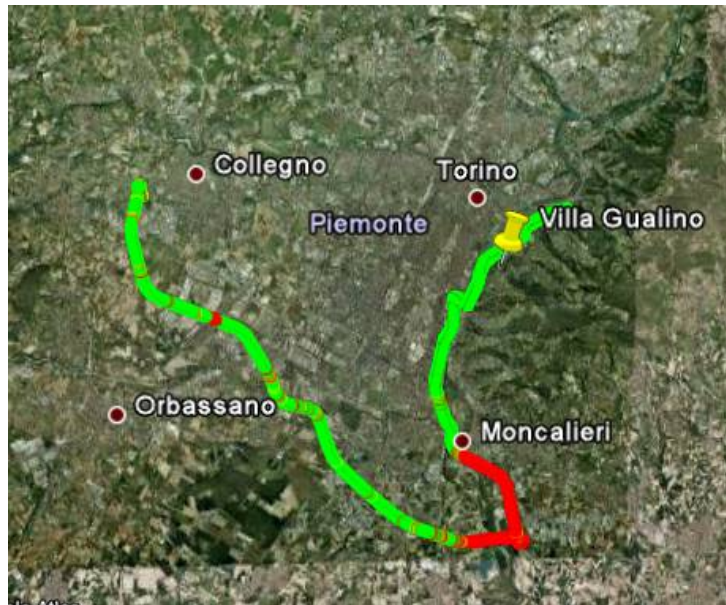 Collegno
Torino
Villa Gualino
Piemonte
Orbassano
Moncalieri